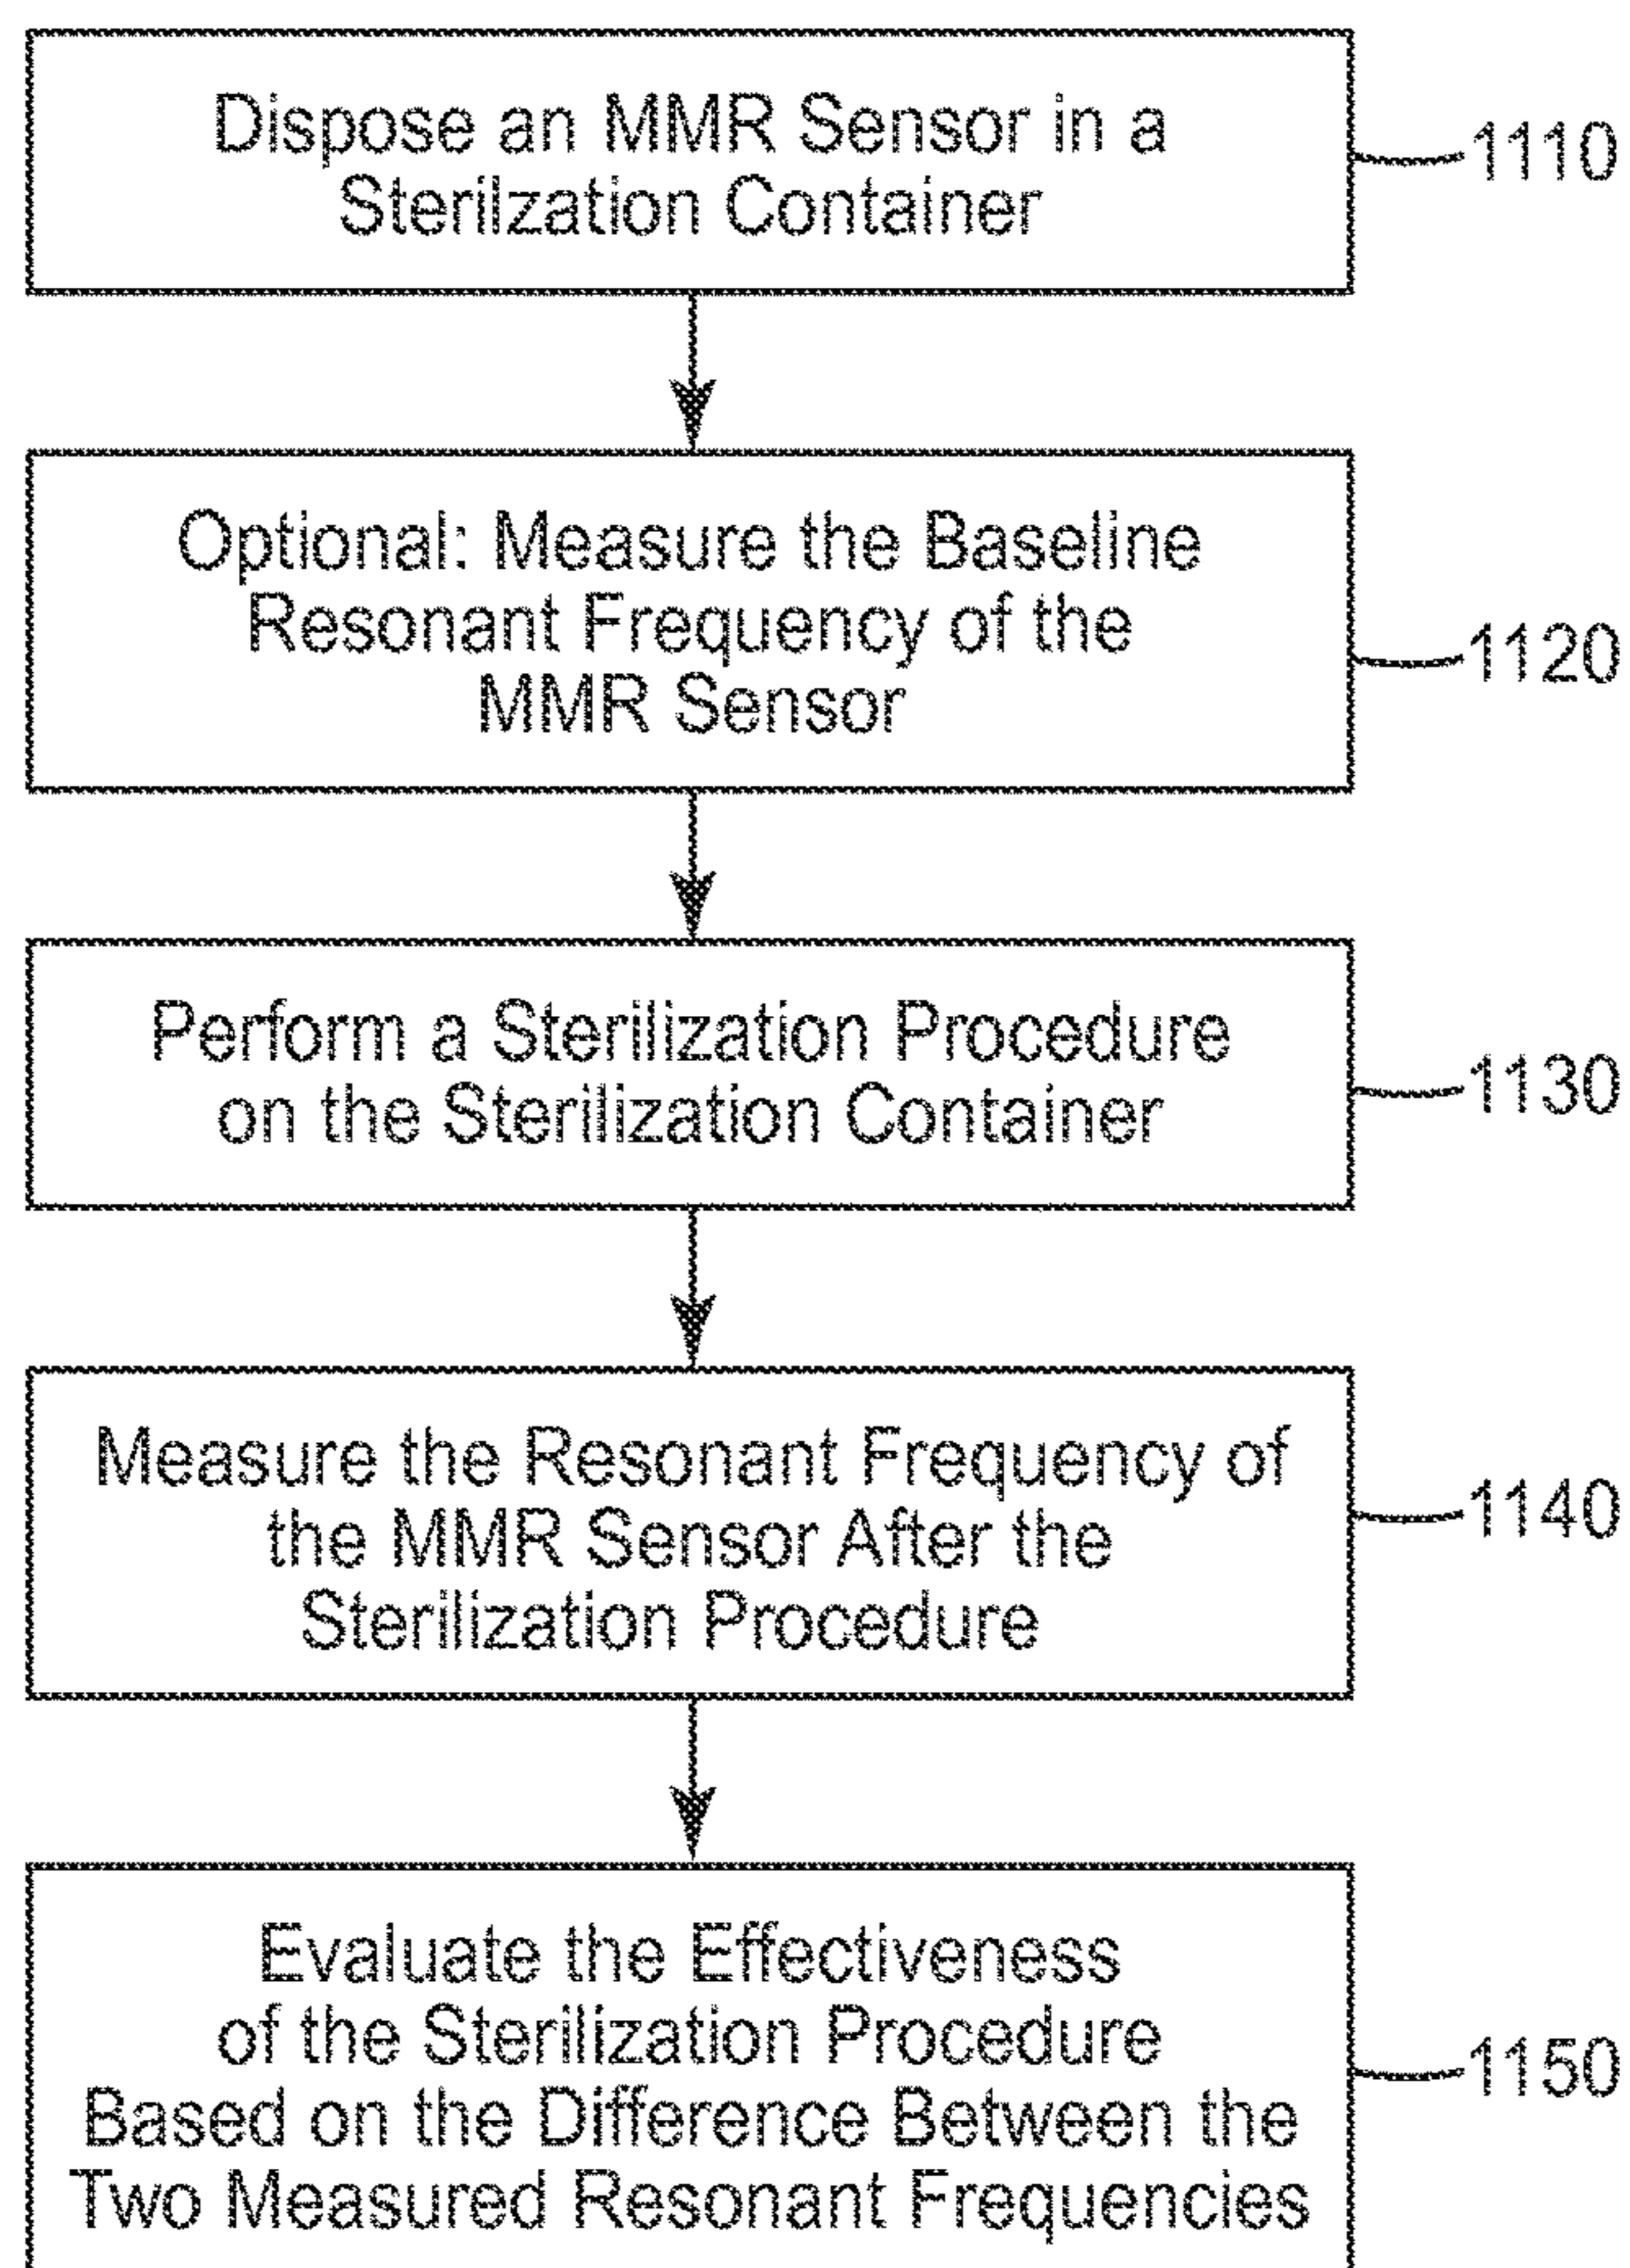 Dispose an MMR Sensor in a
Sterilzation Container
1110
Optional: Measure the Baseline
Resonant Frequency of the
MMR Sensor
1120
Perform a Sterilization Procedure
on the Sterilization Container
1130
Measure the Resonant Frequency of
the MMR Sensor After the
Sterilization Procedure
1140
Evaluate the Effectiveness
of the Sterilization Procedure
Based on the Difference Between the
Two Measured Resonant Frequencies
1150